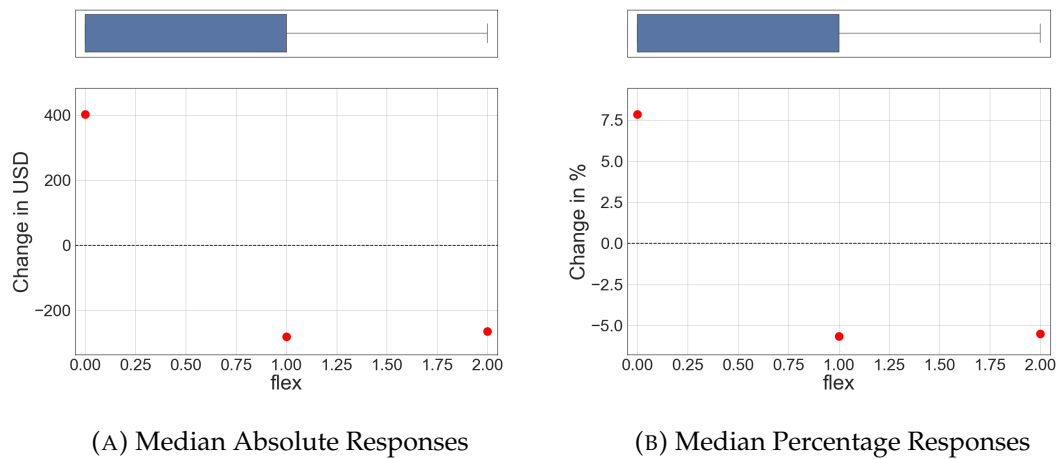 400
200
0
−200
Change in USD
0.00 0.25 0.50 0.75 1.00 1.25 1.50 1.75 2.00
flex
(A) Median Absolute Responses
7.5
5.0
2.5
0.0
−2.5
−5.0
Change in %
0.00 0.25 0.50 0.75 1.00 1.25 1.50 1.75 2.00
flex
(B) Median Percentage Responses